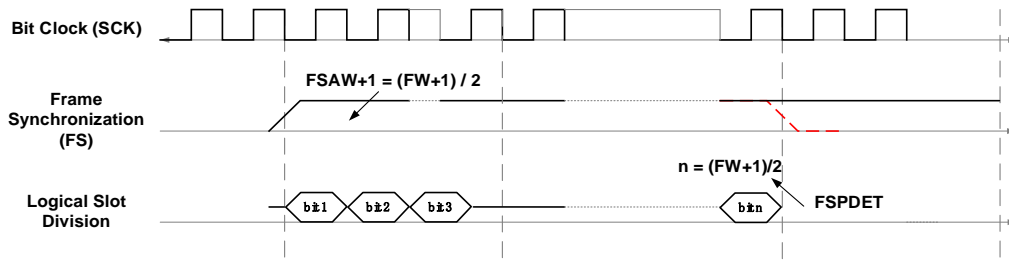 Bit Clock (SCK)
FSAW+1 = (FW+1) / 2
Frame
Synchronization
(FS)
n = (FW+1)/2
Logical Slot
Division
bit1
bit2
bit3
bitn
FSPDET